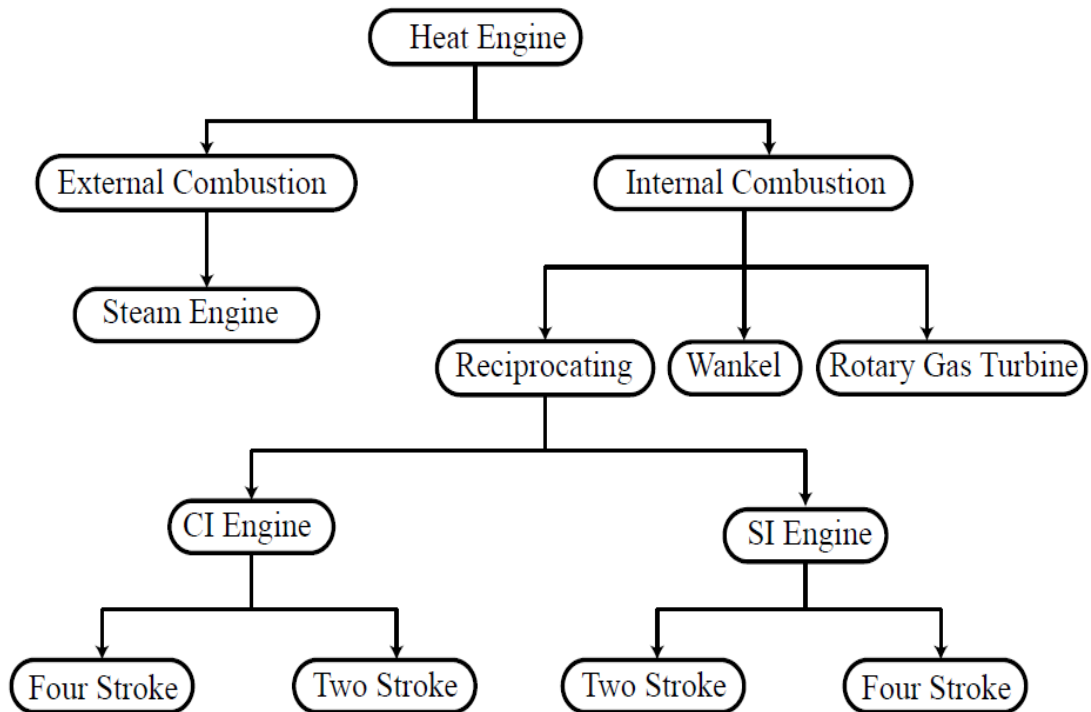 Heat Engine
External Combustion
Internal Combustion
Steam Engine
Reciprocating
Wankel
Rotary Gas Turbine
CI Engine
SI Engine
Four Stroke
Two Stroke
Two Stroke
Four Stroke